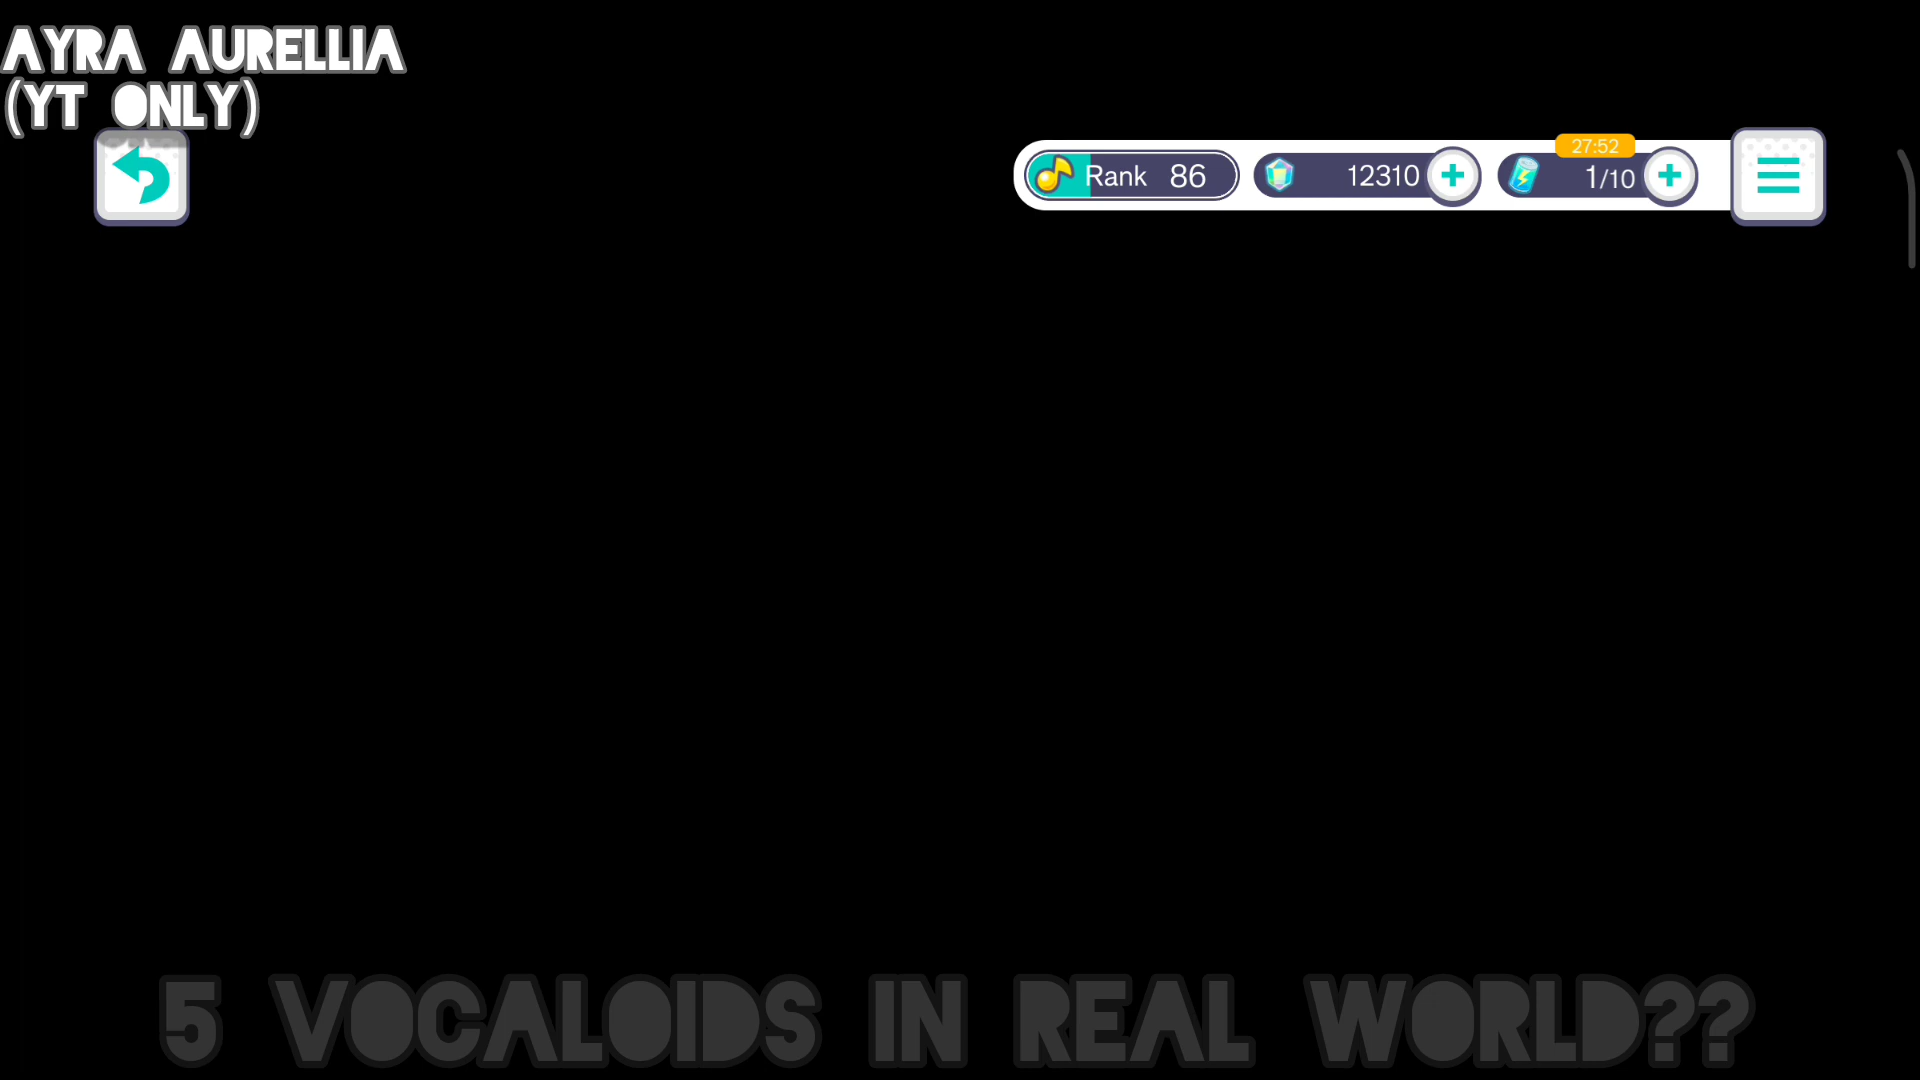 AYRA AURELLIA
(YT ONLY)
27:52
Rank 86
12310
1/10
5 VOCALOIDS IN REAL WORLD??